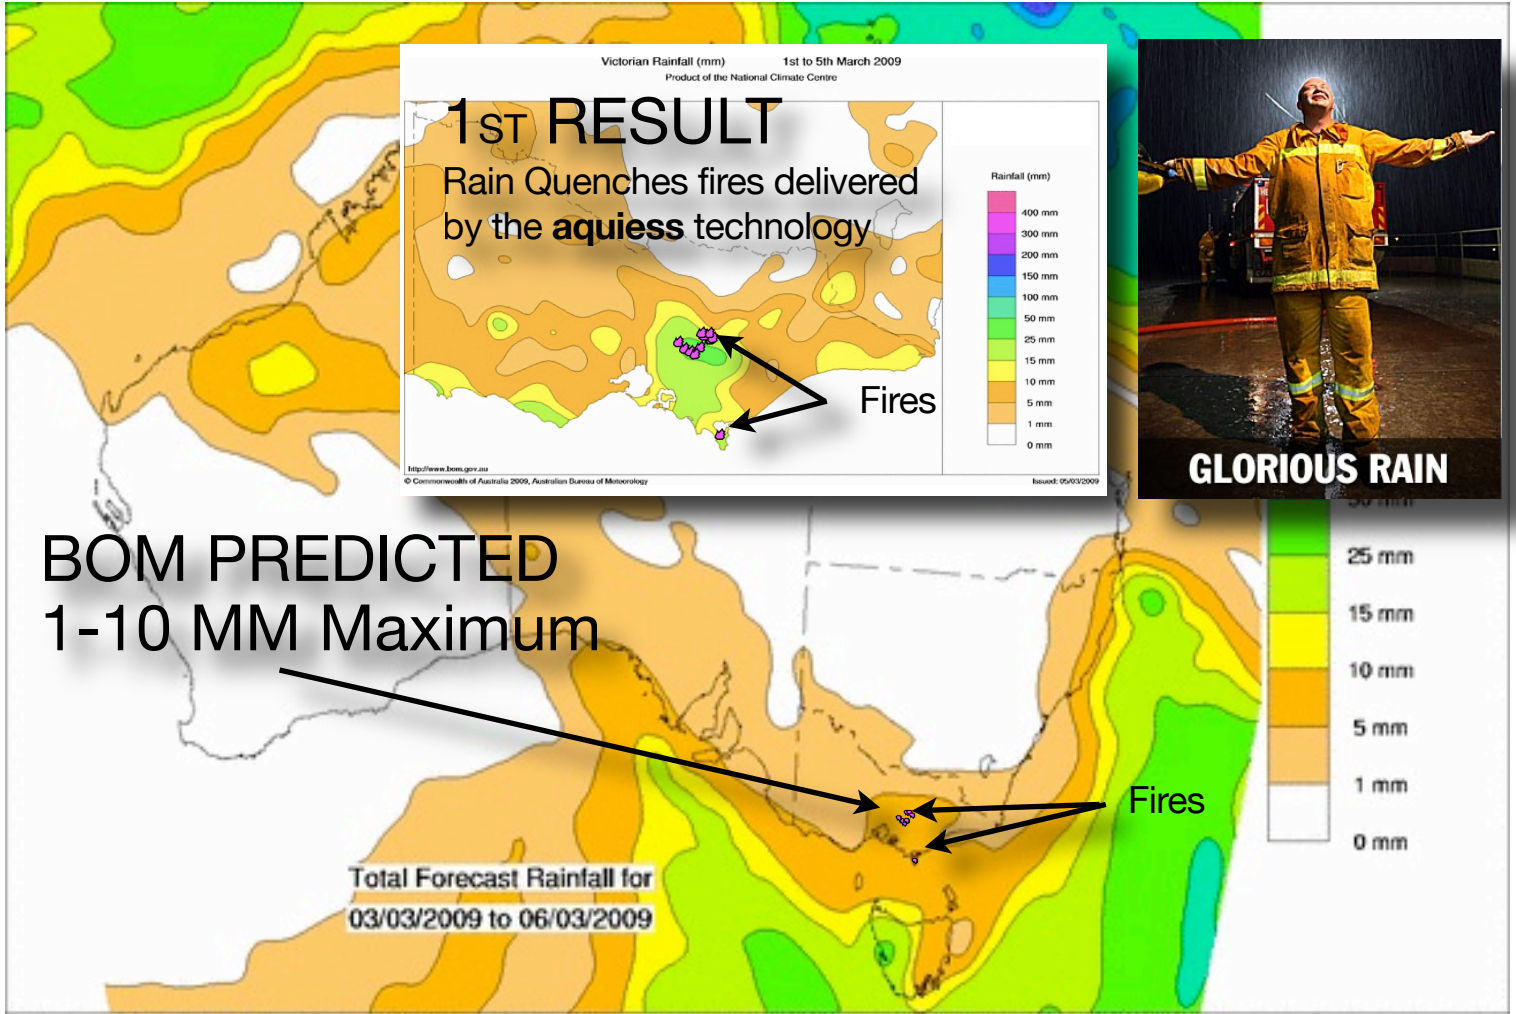 Victorian Rainfall (mm) 1st to 5th March 2009
Product of the National Climate Centre
1ST RESULT
Rain Quenches fires delivered
by the aquiess technology
Rainfall (mm)
400 mm
300 mm
200 mm
150 mm
100 mm
50 mm
25 mm
15 mm
10 mm
5 mm
1 mm
0 mm
Fires
http://www.bom.gov.au
© Commonwealth of Australia 2009, Australian Bureau of Meteorology
Issued: 05/03/2009
GLORIOUS RAIN
BOM PREDICTED
1-10 MM Maximum
25 mm
15 mm
10 mm
5 mm
1 mm
0 mm
Fires
Total Forecast Rainfall for
03/03/2009 to 06/03/2009